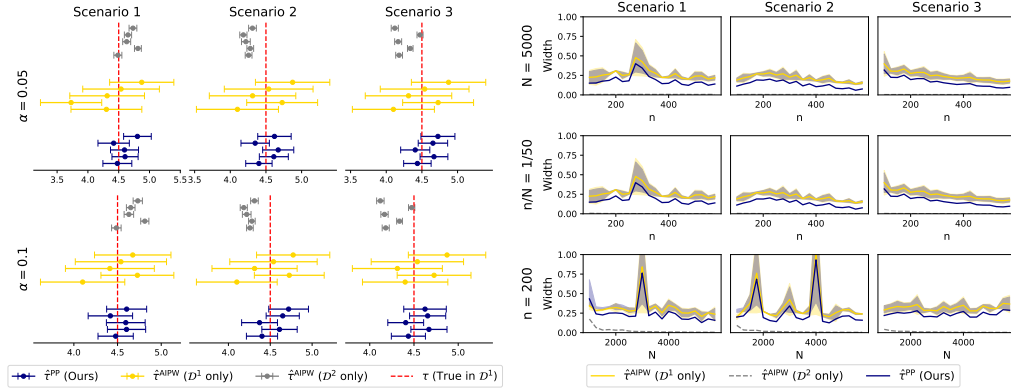 Scenario 1 Scenario 2 Scenario 3
α = 0.05
3.5 4.0 4.5 5.0 5.5
3.5 4.0 4.5 5.0
3.5 4.0 4.5 5.0
α = 0.1
4.0 4.5 5.0
4.0 4.5 5.0
4.0 4.5 5.0
τ̂ᴾᴾ (Ours) τ̂ᴬᴵᴾᵂ (𝒟¹ only) τ̂ᴬᴵᴾᵂ (𝒟² only) τ (True in 𝒟¹)
Scenario 1 Scenario 2 Scenario 3
N = 5000
Width
1.00
0.75
0.50
0.25
0.00
200 400
n
200 400
n
200 400
n
n/N = 1/50
Width
1.00
0.75
0.50
0.25
0.00
200 400
n
200 400
n
200 400
n
n = 200
Width
1.00
0.75
0.50
0.25
0.00
2000 4000
N
2000 4000
N
2000 4000
N
τ̂ᴬᴵᴾᵂ (𝒟¹ only) τ̂ᴬᴵᴾᵂ (𝒟² only) τ̂ᴾᴾ (Ours)